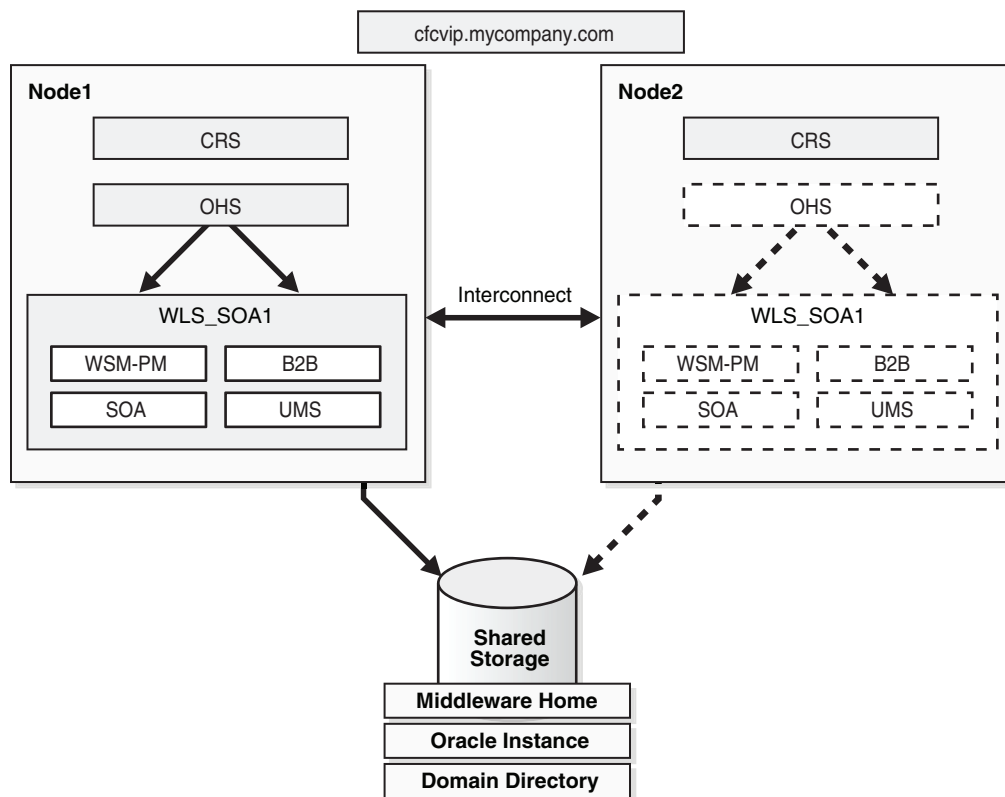 cfcvip.mycompany.com
Node1
CRS
OHS
WLS_SOA1
WSM-PM
B2B
SOA
UMS
Interconnect
Node2
CRS
OHS
WLS_SOA1
WSM-PM
B2B
SOA
UMS
Shared
Storage
Middleware Home
Oracle Instance
Domain Directory